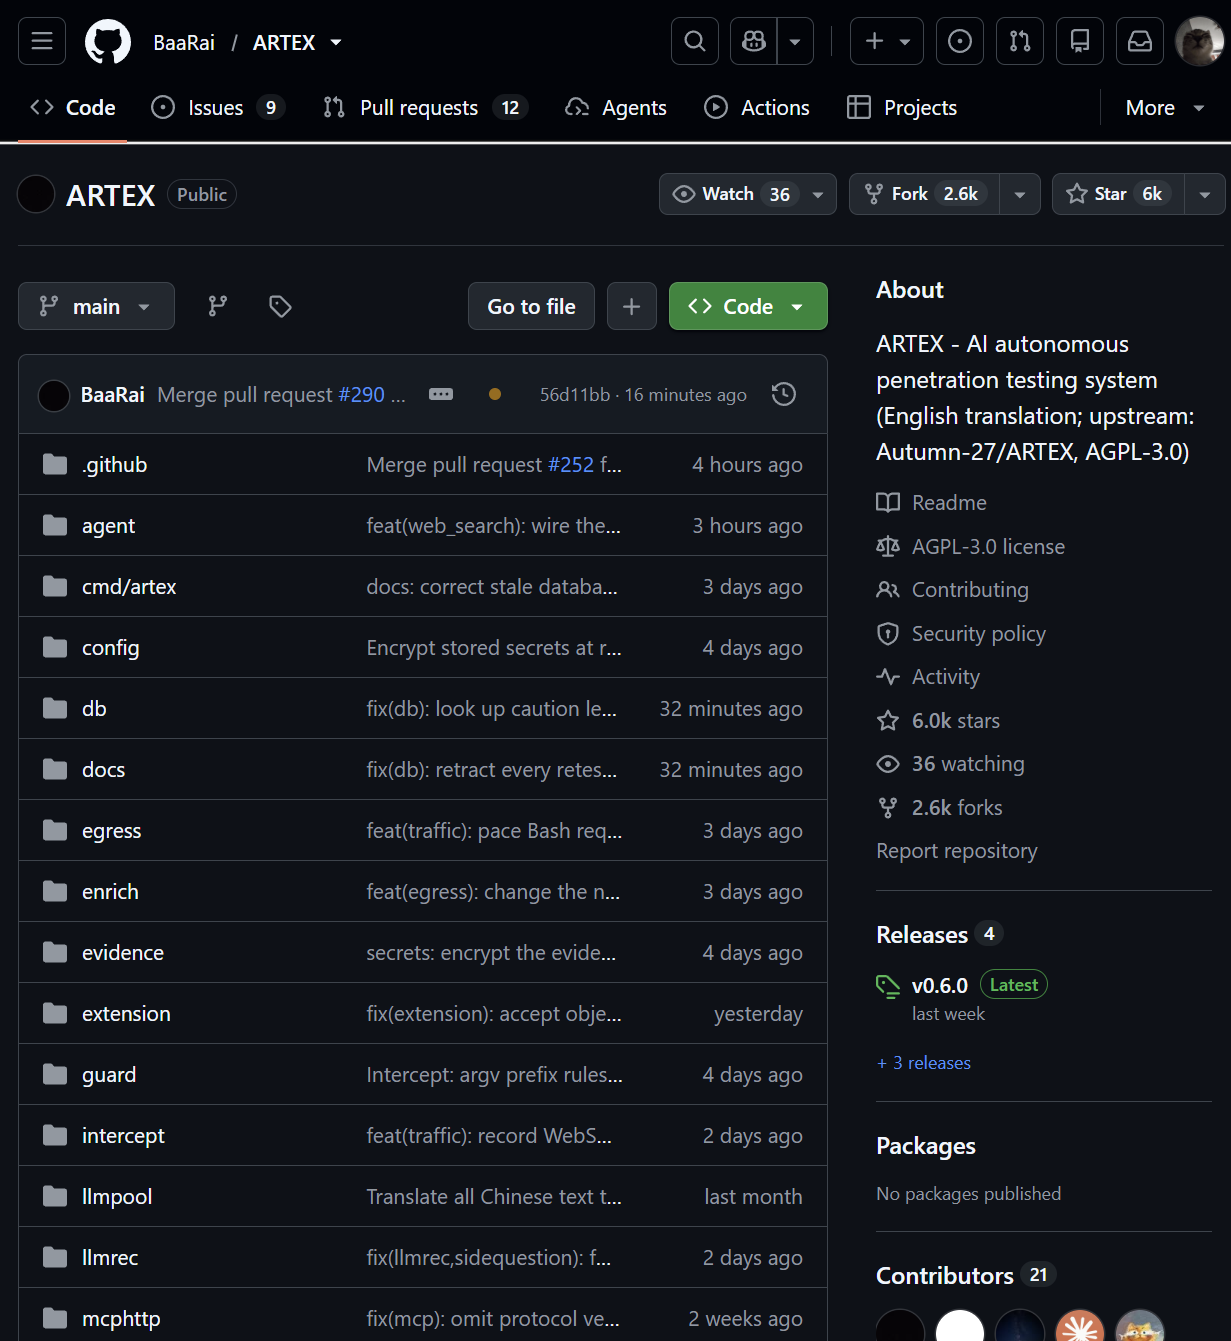 BaaRai / ARTEX
Code Issues 9 Pull requests 12 Agents Actions Projects More
ARTEX Public Watch 36 Fork 2.6k Star 6k
main Go to file Code
BaaRai Merge pull request #290 ... 56d11bb · 16 minutes ago
.github Merge pull request #252 f... 4 hours ago
agent feat(web_search): wire the... 3 hours ago
cmd/artex docs: correct stale databa... 3 days ago
config Encrypt stored secrets at r... 4 days ago
db fix(db): look up caution le... 32 minutes ago
docs fix(db): retract every retes... 32 minutes ago
egress feat(traffic): pace Bash req... 3 days ago
enrich feat(egress): change the n... 3 days ago
evidence secrets: encrypt the evide... 4 days ago
extension fix(extension): accept obje... yesterday
guard Intercept: argv prefix rules... 4 days ago
intercept feat(traffic): record WebS... 2 days ago
llmpool Translate all Chinese text t... last month
llmrec fix(llmrec,sidequestion): f... 2 days ago
mcphttp fix(mcp): omit protocol ve... 2 weeks ago
About
ARTEX - AI autonomous
penetration testing system
(English translation; upstream:
Autumn-27/ARTEX, AGPL-3.0)
Readme
AGPL-3.0 license
Contributing
Security policy
Activity
6.0k stars
36 watching
2.6k forks
Report repository
Releases 4
v0.6.0 Latest
last week
+ 3 releases
Packages
No packages published
Contributors 21